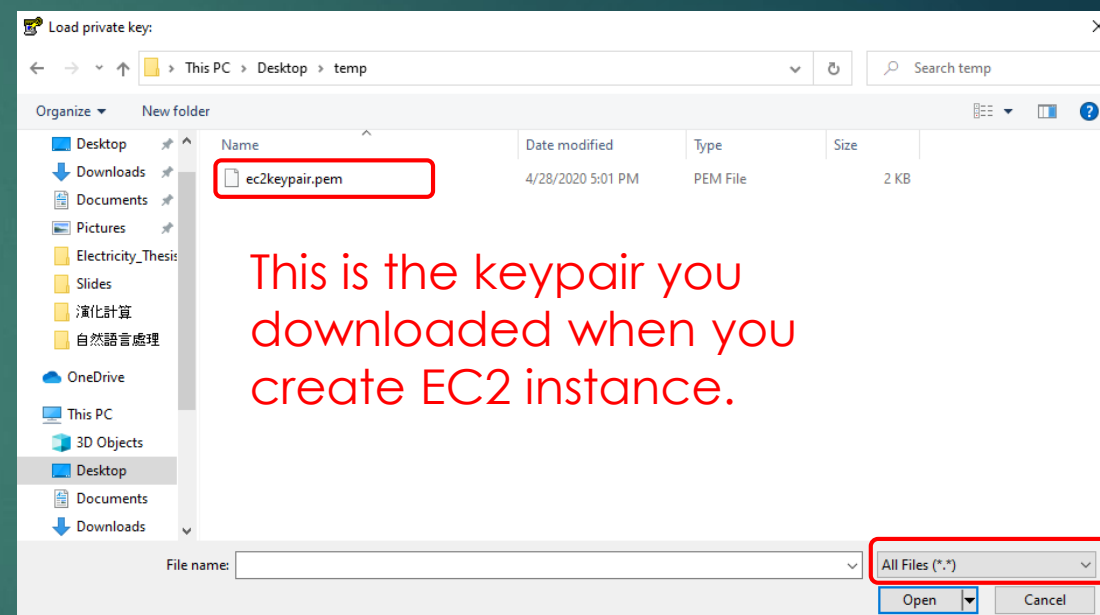 Load private key:
This PC > Desktop > temp
Search temp
Organize
New folder
Name Date modified Type Size
ec2keypair.pem 4/28/2020 5:01 PM PEM File 2 KB
Desktop
Downloads
Documents
Pictures
Electricity_Thesis
Slides
演化計算
自然語言處理
OneDrive
This PC
3D Objects
Desktop
Documents
Downloads
This is the keypair you
downloaded when you
create EC2 instance.
File name:
All Files (*.*)
Open Cancel